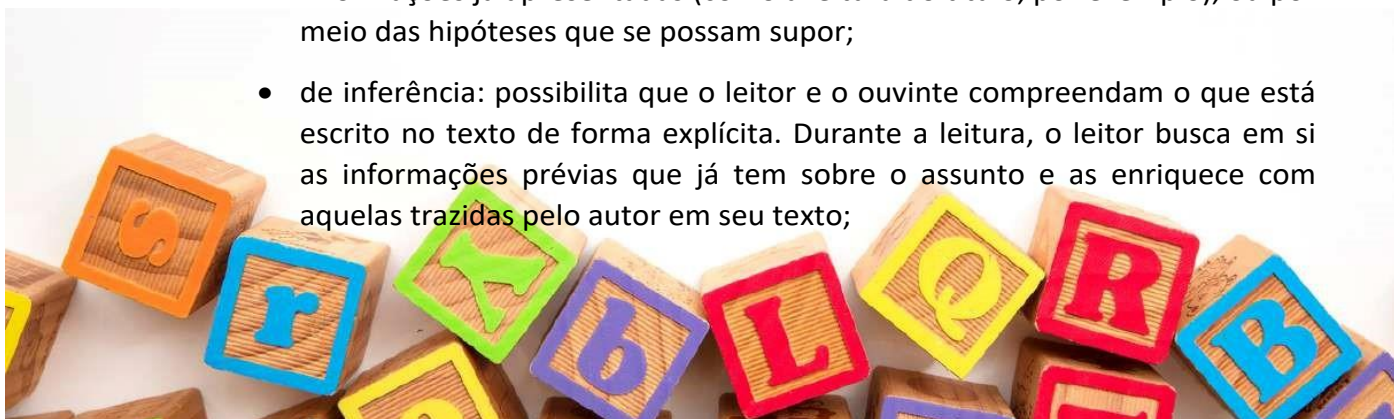 meio das hipóteses que se possam supor;
• de inferência: possibilita que o leitor e o ouvinte compreendam o que está
escrito no texto de forma explícita. Durante a leitura, o leitor busca em si
as informações prévias que já tem sobre o assunto e as enriquece com
aquelas trazidas pelo autor em seu texto;
s
r
k
b
L
Q
R
B